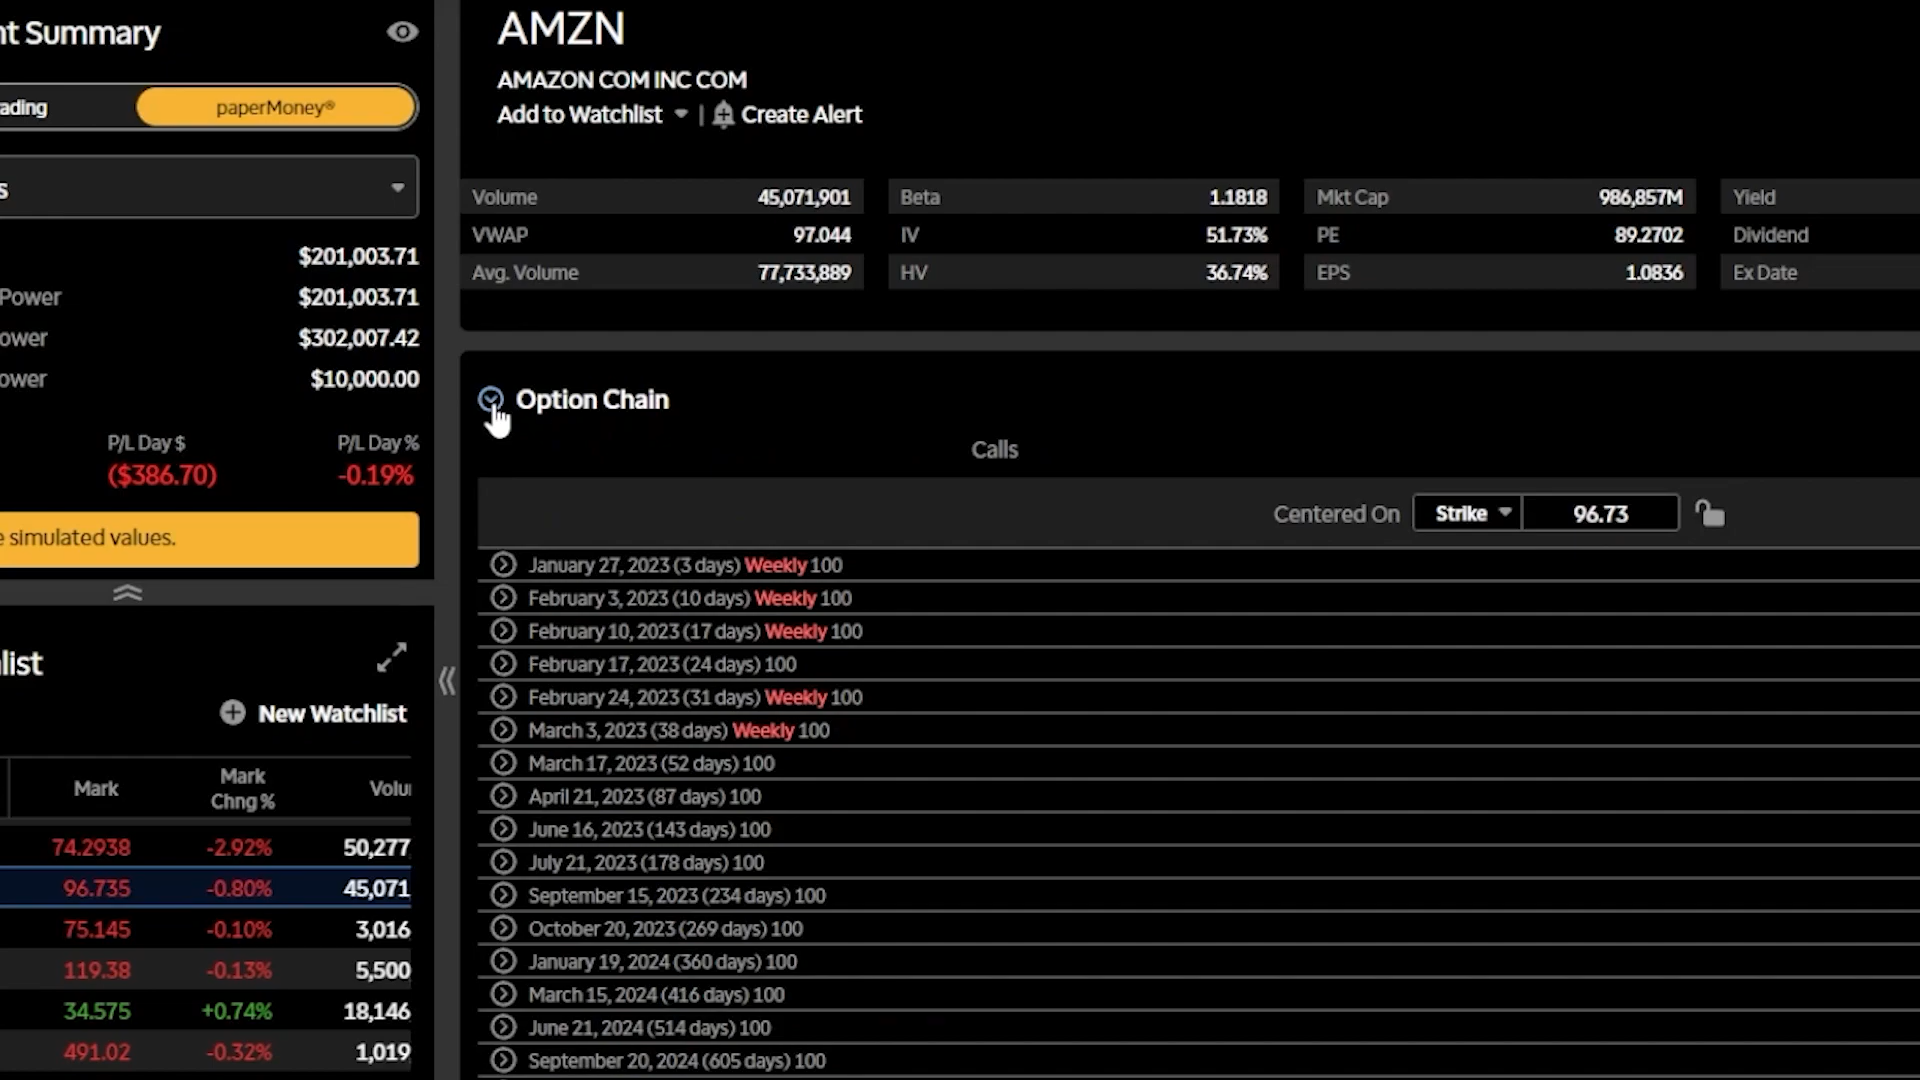 nt Summary
ading
paperMoney®
s
$201,003.71
Power $201,003.71
ower $302,007.42
ower $10,000.00
P/L Day $ P/L Day %
($386.70) -0.19%
e simulated values.
list
New Watchlist
Mark Mark Chng % Volu
74.2938 -2.92% 50,277
96.735 -0.80% 45,071
75.145 -0.10% 3,016
119.38 -0.13% 5,500
34.575 +0.74% 18,146
491.02 -0.32% 1,019
AMZN
AMAZON COM INC COM
Add to Watchlist | Create Alert
Volume 45,071,901 Beta 1.1818 Mkt Cap 986,857M Yield
VWAP 97.044 IV 51.73% PE 89.2702 Dividend
Avg. Volume 77,733,889 HV 36.74% EPS 1.0836 Ex Date
Option Chain
Calls
Centered On Strike 96.73
January 27, 2023 (3 days) Weekly 100
February 3, 2023 (10 days) Weekly 100
February 10, 2023 (17 days) Weekly 100
February 17, 2023 (24 days) 100
February 24, 2023 (31 days) Weekly 100
March 3, 2023 (38 days) Weekly 100
March 17, 2023 (52 days) 100
April 21, 2023 (87 days) 100
June 16, 2023 (143 days) 100
July 21, 2023 (178 days) 100
September 15, 2023 (234 days) 100
October 20, 2023 (269 days) 100
January 19, 2024 (360 days) 100
March 15, 2024 (416 days) 100
June 21, 2024 (514 days) 100
September 20, 2024 (605 days) 100